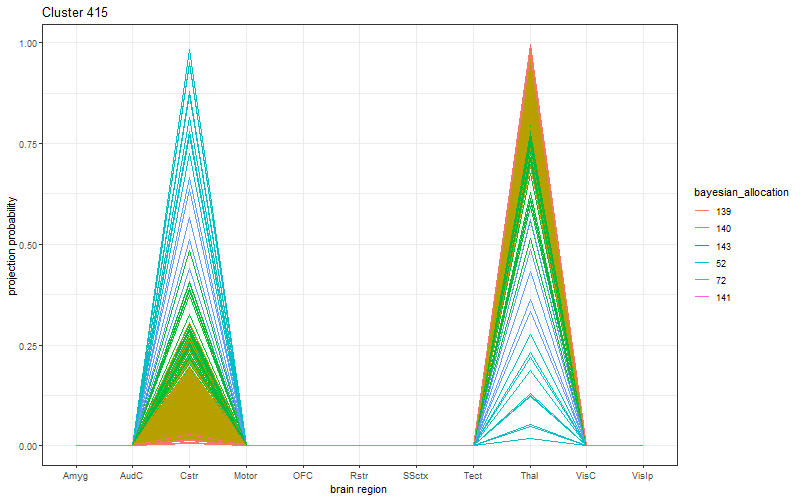 Cluster 415
1.00
0.75
0.50
0.25
0.00
projection probability
Amyg AudC Cstr Motor OFC Rstr SSctx Tect Thal VisC VisIp
brain region
bayesian_allocation
139
140
143
52
72
141